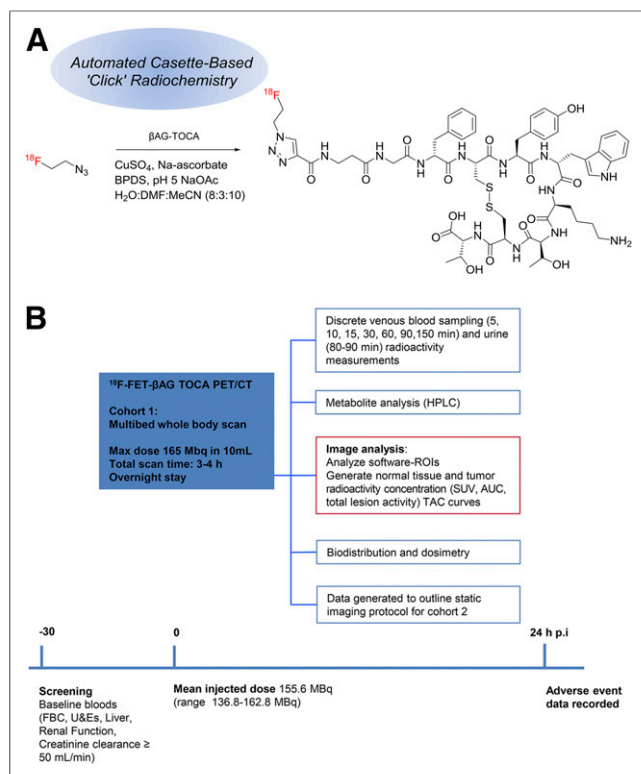 A
Automated Casette-Based
'Click' Radiochemistry
18F
N3
βAG-TOCA
CuSO4, Na-ascorbate
BPDS, pH 5 NaOAc
H2O:DMF:MeCN (8:3:10)
18F
N
N
N
O
H
N
O
N
H
O
H
N
O
N
H
O
H
N
OH
O
N
H
NH
O
S
S
HO
O
N
H
O
OH
H
N
O
N
H
OH
O
HN
NH2
B
18F-FET-βAG TOCA PET/CT
Cohort 1:
Multibed whole body scan
Max dose 165 Mbq in 10mL
Total scan time: 3-4 h
Overnight stay
Discrete venous blood sampling (5,
10, 15, 30, 60, 90,150 min) and urine
(80-90 min) radioactivity
measurements
Metabolite analysis (HPLC)
Image analysis:
Analyze software-ROIs
Generate normal tissue and tumor
radioactivity concentration (SUV, AUC,
total lesion activity) TAC curves
Biodistribution and dosimetry
Data generated to outline static
imaging protocol for cohort 2
-30
0
24 h p.i
Screening
Baseline bloods
(FBC, U&Es, Liver,
Renal Function,
Creatinine clearance ≥
50 mL/min)
Mean injected dose 155.6 MBq
(range 136.8-162.8 MBq)
Adverse event
data recorded